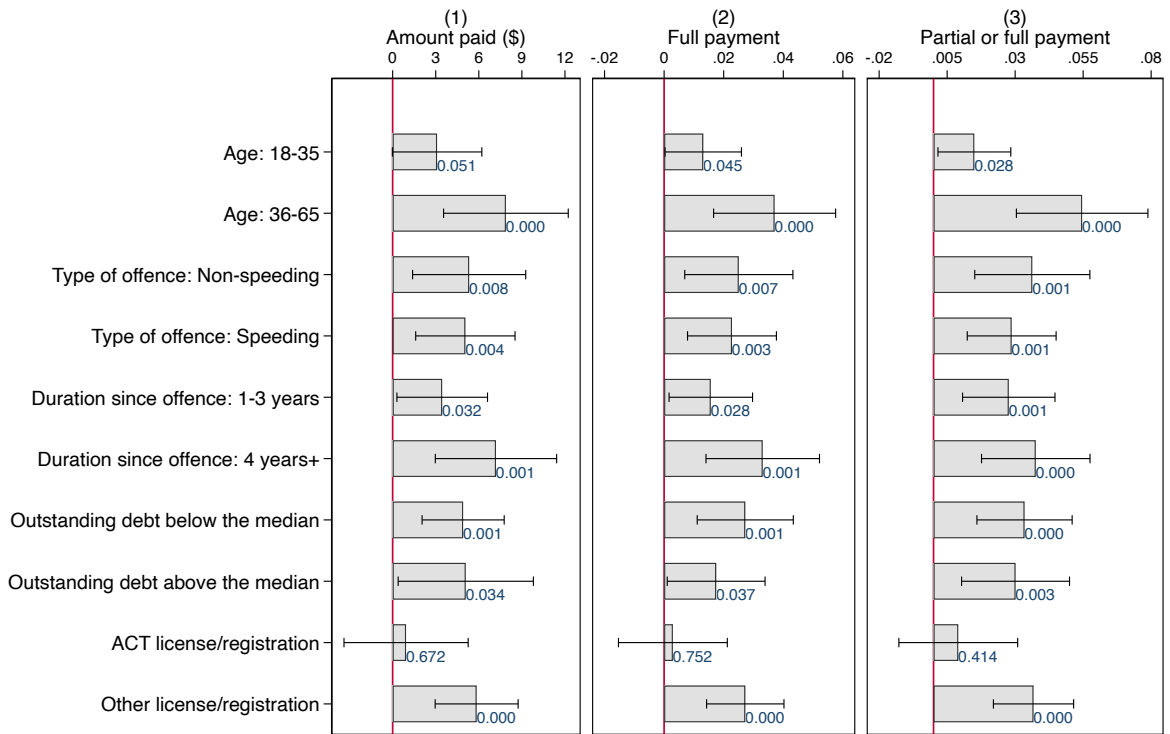 (1) (2) (3)
Amount paid ($) Full payment Partial or full payment
0 3 6 9 12 -.02 0 .02 .04 .06 -.02 .005 .03 .055 .08
Age: 18-35 0.051 0.045 0.028
Age: 36-65 0.000 0.000 0.000
Type of offence: Non-speeding 0.008 0.007 0.001
Type of offence: Speeding 0.004 0.003 0.001
Duration since offence: 1-3 years 0.032 0.028 0.001
Duration since offence: 4 years+ 0.001 0.001 0.000
Outstanding debt below the median 0.001 0.001 0.000
Outstanding debt above the median 0.034 0.037 0.003
ACT license/registration 0.672 0.752 0.414
Other license/registration 0.000 0.000 0.000